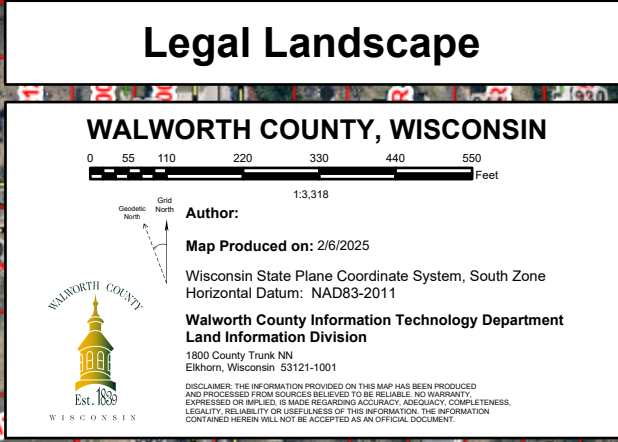 Legal Landscape
WALWORTH COUNTY, WISCONSIN
0 55 110 220 330 440 550
Feet
1:3,318
Geodetic
North
Grid
North
Author:
Map Produced on: 2/6/2025
Wisconsin State Plane Coordinate System, South Zone
Horizontal Datum: NAD83-2011
WALWORTH COUNTY
Est. 1839
WISCONSIN
Walworth County Information Technology Department
Land Information Division
1800 County Trunk NN
Elkhorn, Wisconsin 53121-1001
DISCLAIMER: THE INFORMATION PROVIDED ON THIS MAP HAS BEEN PRODUCED
AND PROCESSED FROM SOURCES BELIEVED TO BE RELIABLE. NO WARRANTY,
EXPRESSED OR IMPLIED, IS MADE REGARDING ACCURACY, ADEQUACY, COMPLETENESS,
LEGALITY, RELIABILITY OR USEFULNESS OF THIS INFORMATION. THE INFORMATION
CONTAINED HEREIN WILL NOT BE ACCEPTED AS AN OFFICIAL DOCUMENT.